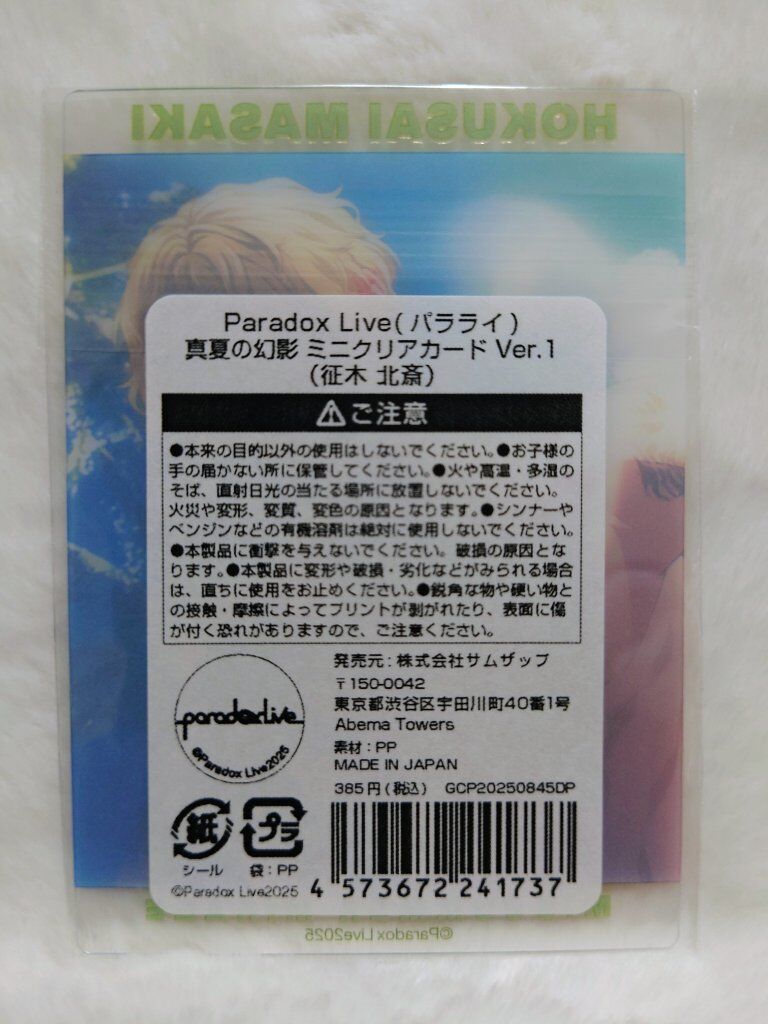 HOKUSAI MASAKI
Paradox Live(パラライ)
真夏の幻影 ミニクリアカード Ver.1
(征木 北斎)
⚠ご注意
●本来の目的以外の使用はしないでください。●お子様の
手の届かない所に保管してください。●火や高温・多湿の
そば、直射日光の当たる場所に放置しないでください。
火災や変形、変質、変色の原因となります。●シンナーや
ベンジンなどの有機溶剤は絶対に使用しないでください。
●本製品に衝撃を与えないでください。破損の原因とな
ります。●本製品に変形や破損・劣化などがみられる場合
は、直ちに使用をお止めください。●鋭角な物や硬い物と
の接触・摩擦によってプリントが剥がれたり、表面に傷
が付く恐れがありますので、ご注意ください。
発売元:株式会社サムザップ
〒150-0042
東京都渋谷区宇田川町40番1号
Abema Towers
素材:PP
MADE IN JAPAN
paradoxlive
©Paradox Live2025
385円(税込) GCP20250845DP
紙 プラ
シール 袋:PP
©Paradox Live2025
4 573672 241737
©Paradox Live2025